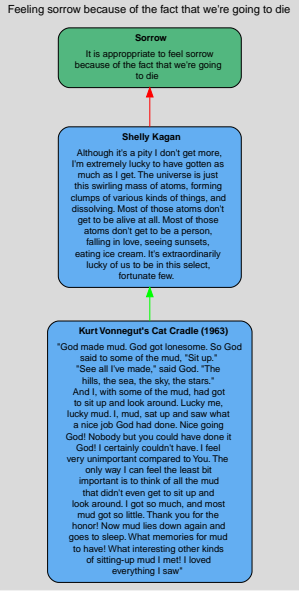 Feeling sorrow because of the fact that we're going to die
Sorrow
It is approppriate to feel sorrow
because of the fact that we're going
to die
Shelly Kagan
Although it's a pity I don't get more,
I'm extremely lucky to have gotten as
much as I get. The universe is just
this swirling mass of atoms, forming
clumps of various kinds of things, and
dissolving. Most of those atoms don't
get to be alive at all. Most of those
atoms don't get to be a person,
falling in love, seeing sunsets,
eating ice cream. It's extraordinarily
lucky of us to be in this select,
fortunate few.
Kurt Vonnegut's Cat Cradle (1963)
"God made mud. God got lonesome. So God
said to some of the mud, "Sit up."
"See all I've made," said God. "The
hills, the sea, the sky, the stars."
And I, with some of the mud, had got
to sit up and look around. Lucky me,
lucky mud. I, mud, sat up and saw what
a nice job God had done. Nice going
God! Nobody but you could have done it
God! I certainly couldn't have. I feel
very unimportant compared to You. The
only way I can feel the least bit
important is to think of all the mud
that didn't even get to sit up and
look around. I got so much, and most
mud got so little. Thank you for the
honor! Now mud lies down again and
goes to sleep. What memories for mud
to have! What interesting other kinds
of sitting-up mud I met! I loved
everything I saw"